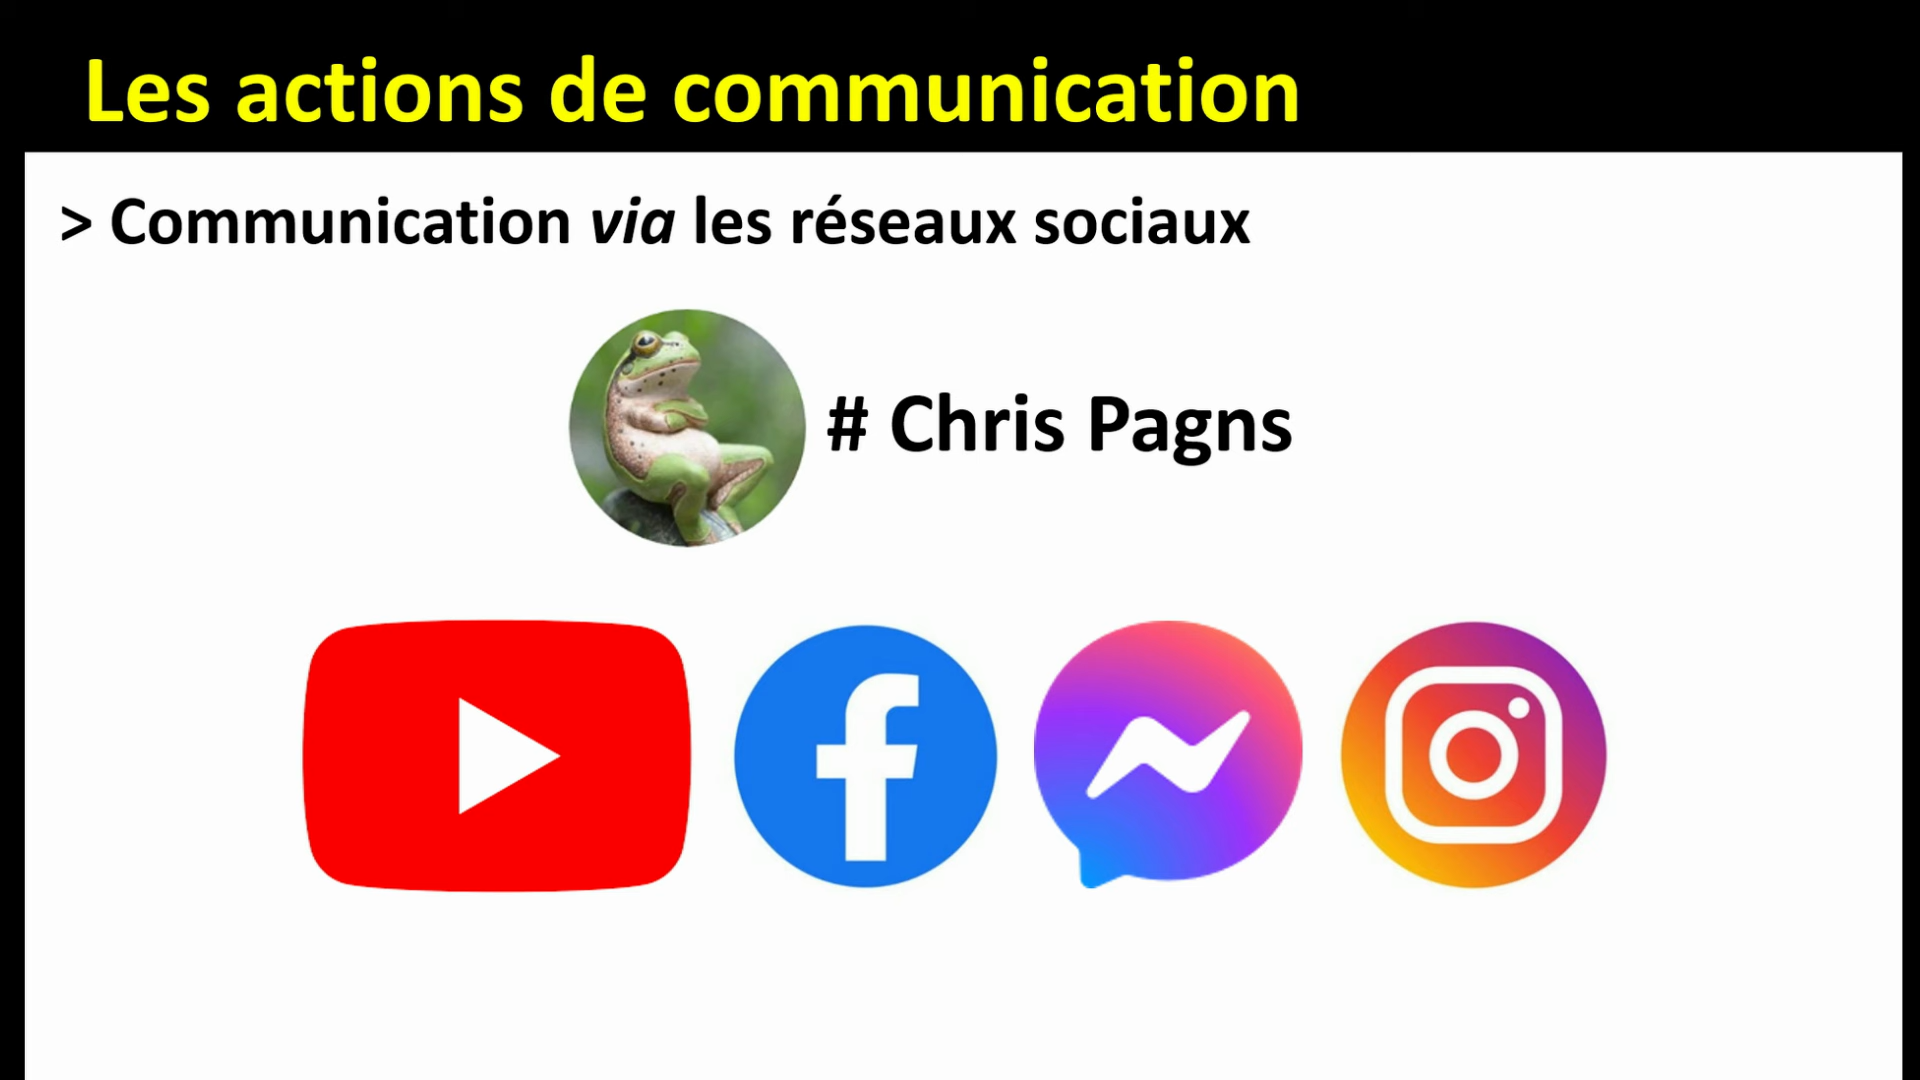 Les actions de communication
> Communication via les réseaux sociaux
# Chris Pagns